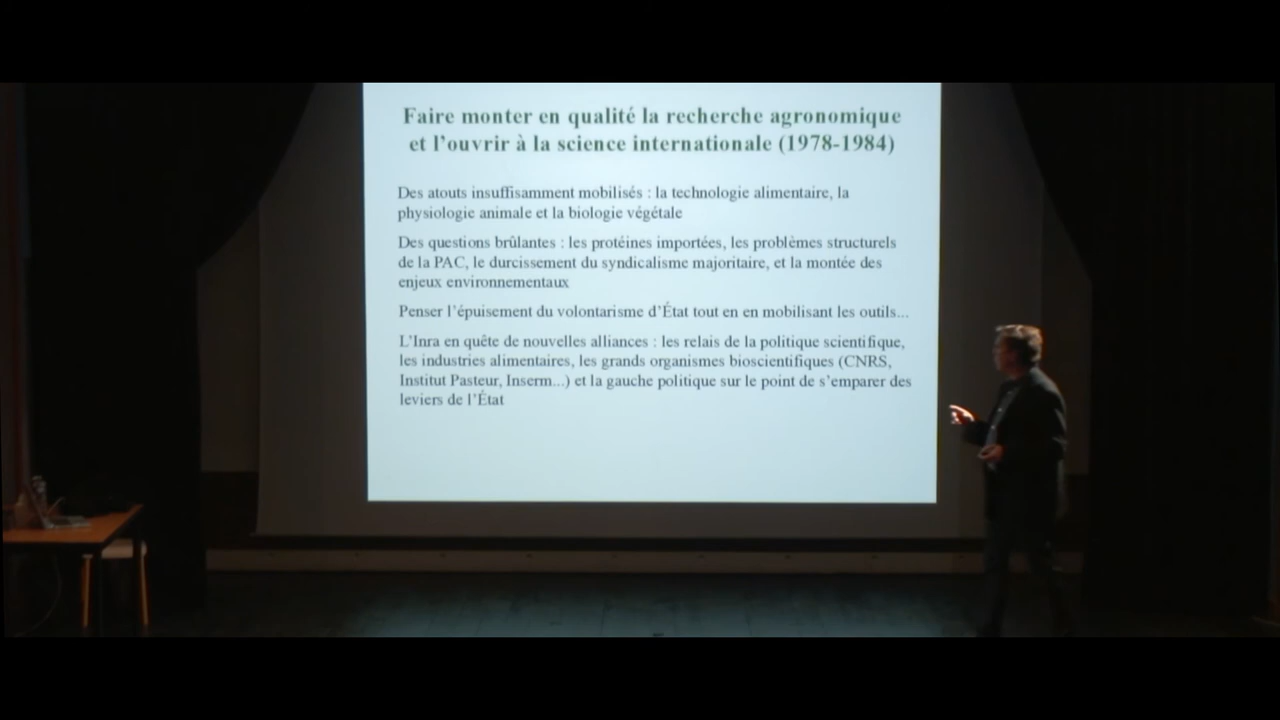 Faire monter en qualité la recherche agronomique
et l'ouvrir à la science internationale (1978-1984)
Des atouts insuffisamment mobilisés : la technologie alimentaire, la
physiologie animale et la biologie végétale
Des questions brûlantes : les protéines importées, les problèmes structurels
de la PAC, le durcissement du syndicalisme majoritaire, et la montée des
enjeux environnementaux
Penser l'épuisement du volontarisme d'État tout en en mobilisant les outils...
L'Inra en quête de nouvelles alliances : les relais de la politique scientifique,
les industries alimentaires, les grands organismes bioscientifiques (CNRS,
Institut Pasteur, Inserm...) et la gauche politique sur le point de s'emparer des
leviers de l'État